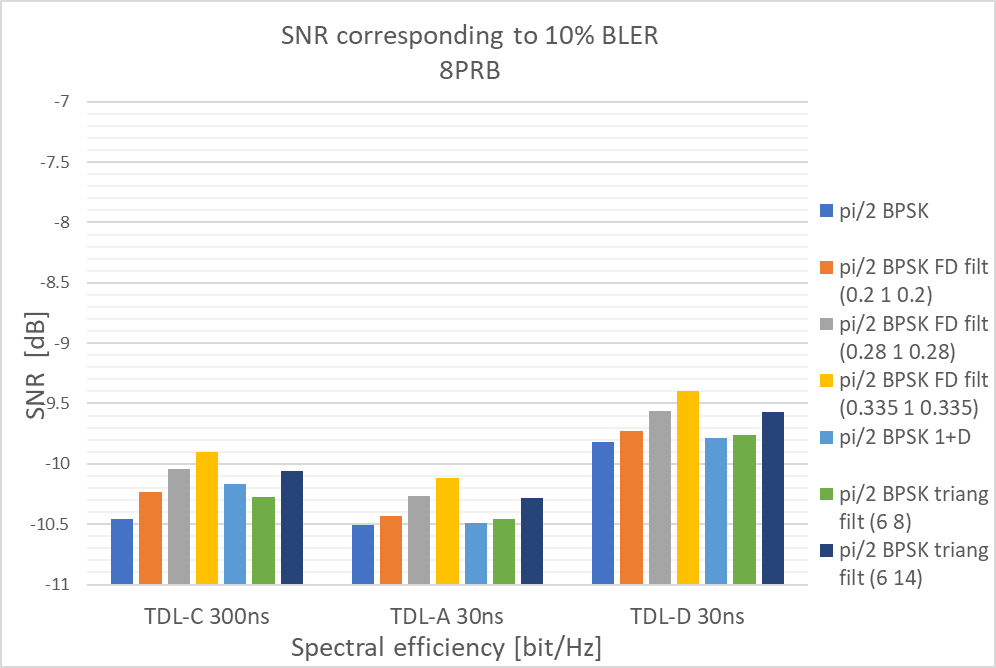 SNR corresponding to 10% BLER
8PRB
-7
-7.5
-8
-8.5
-9
-9.5
-10
-10.5
-11
SNR [dB]
TDL-C 300ns
TDL-A 30ns
TDL-D 30ns
Spectral efficiency [bit/Hz]
pi/2 BPSK
pi/2 BPSK FD filt
(0.2 1 0.2)
pi/2 BPSK FD filt
(0.28 1 0.28)
pi/2 BPSK FD filt
(0.335 1 0.335)
pi/2 BPSK 1+D
pi/2 BPSK triang
filt (6 8)
pi/2 BPSK triang
filt (6 14)